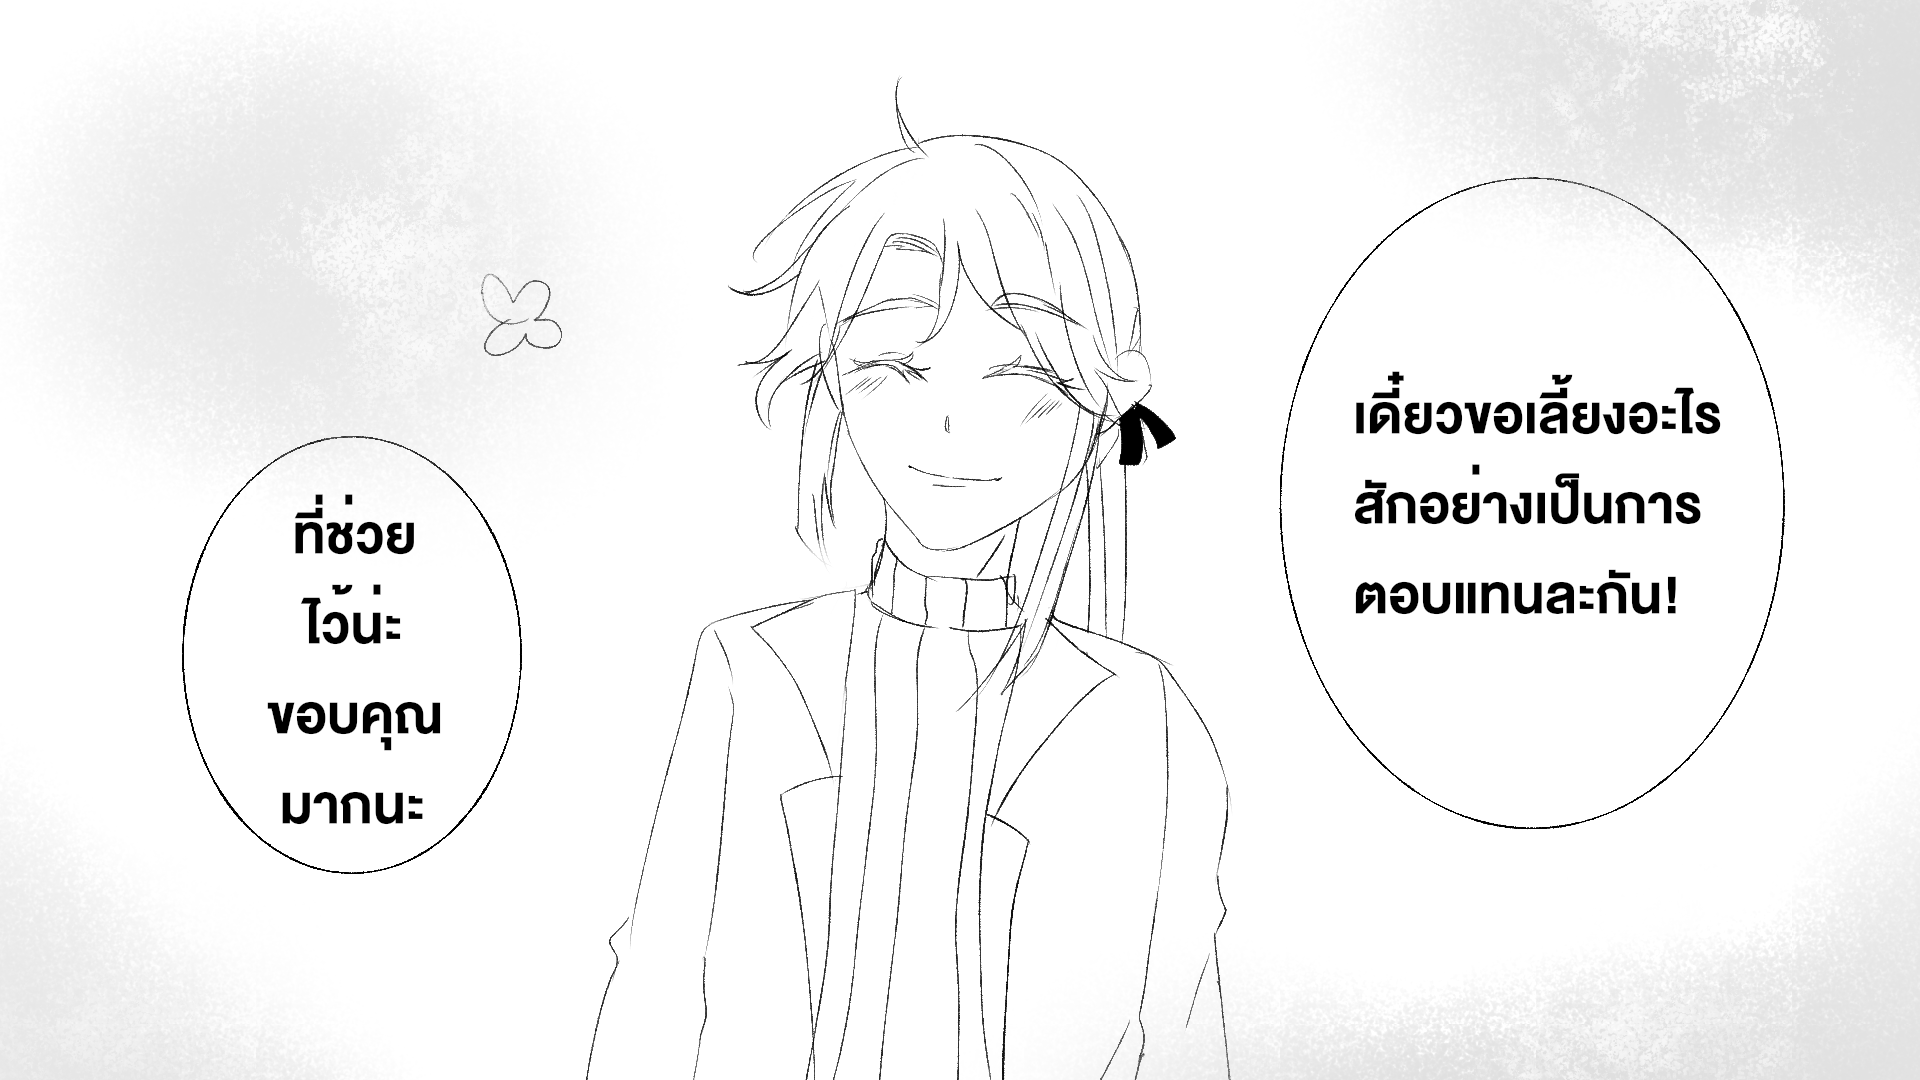 ที่ช่วย
ไว้น่ะ
ขอบคุณ
มากนะ
เดี๋ยวขอเลี้ยงอะไร
สักอย่างเป็นการ
ตอบแทนละกัน!